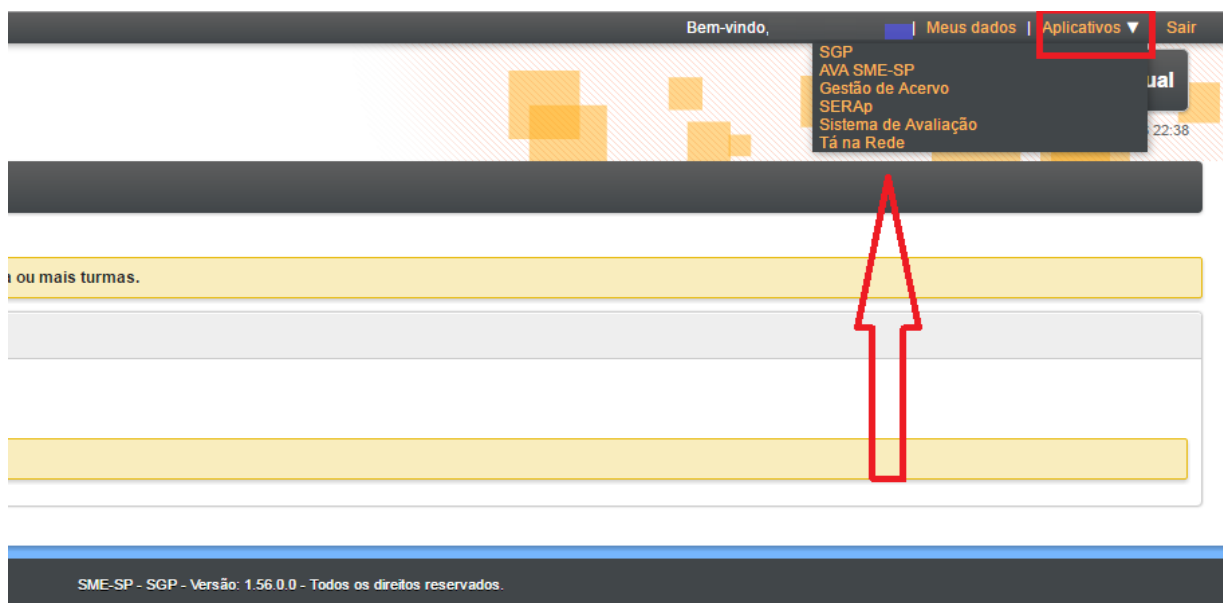 Bem-vindo, | Meus dados | Aplicativos ▼ Sair
SGP
AVA SME-SP
Gestão de Acervo
SERAp
Sistema de Avaliação
Tá na Rede
ual
22:38
ou mais turmas.
SME-SP - SGP - Versão: 1.56.0.0 - Todos os direitos reservados.